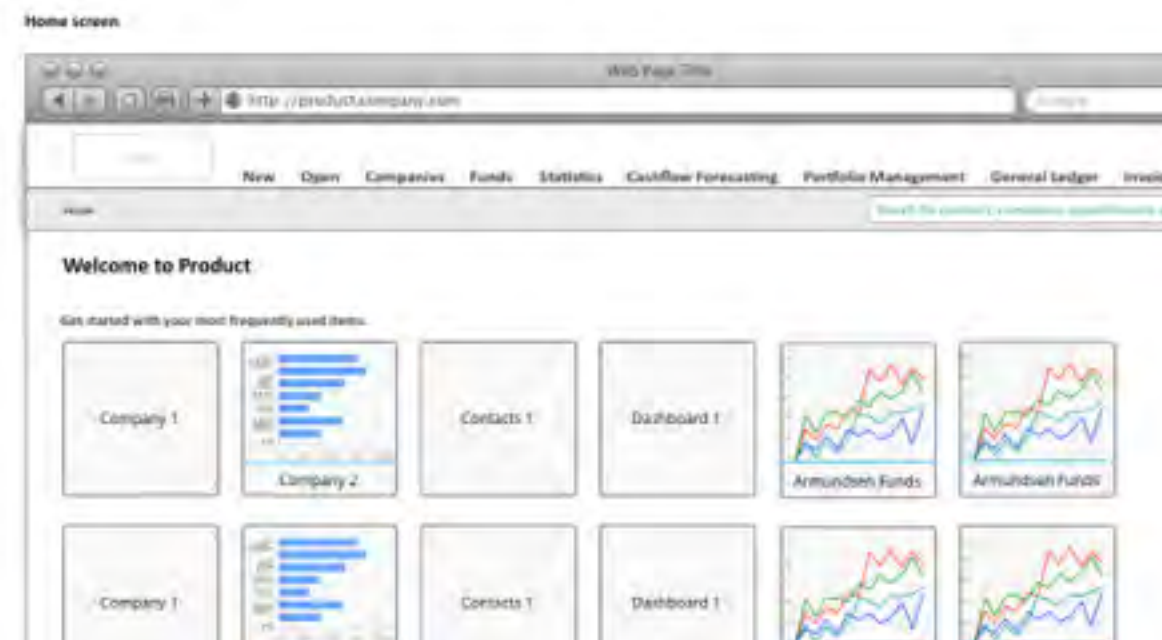 Home screen
Web Page Title
http://product.company.com
New Open Companies Funds Statistics Cashflow Forecasting Portfolio Management General Ledger
Home
Welcome to Product
Get started with your most frequently used items.
Company 1 Contacts 1 Dashboard 1
Company 2 Armundsen Funds Armundsen Funds
Company 1 Contacts 1 Dashboard 1